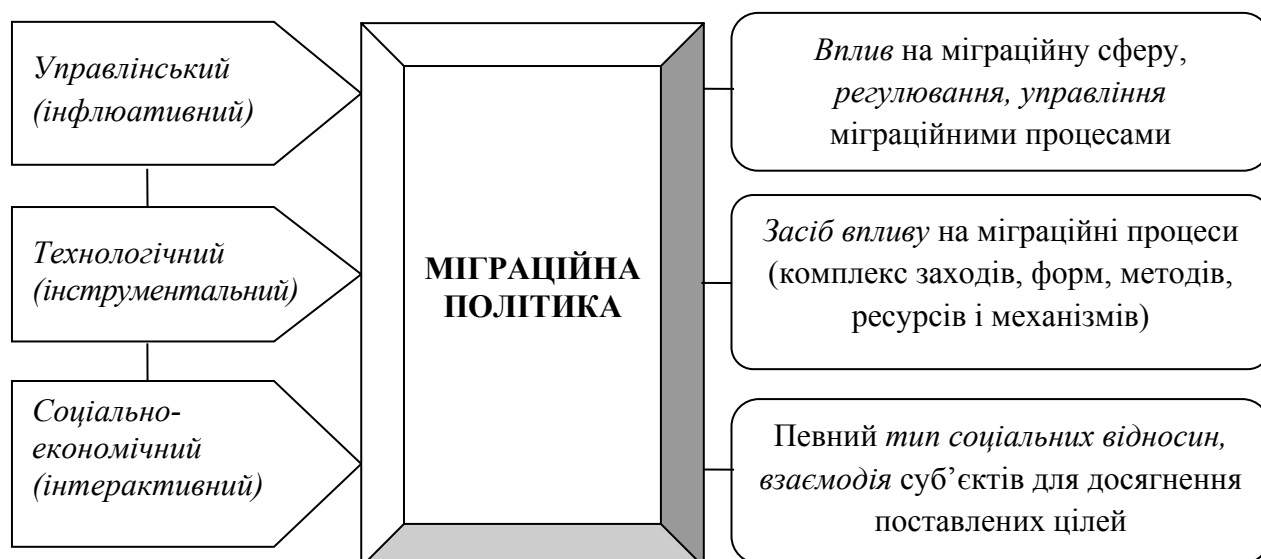 Управлінський
(інфлюативний)
Технологічний
(інструментальний)
Соціально-
економічний
(інтерактивний)
МІГРАЦІЙНА
ПОЛІТИКА
Вплив на міграційну сферу,
регулювання, управління
міграційними процесами
Засіб впливу на міграційні процеси
(комплекс заходів, форм, методів,
ресурсів і механізмів)
Певний тип соціальних відносин,
взаємодія суб’єктів для досягнення
поставлених цілей